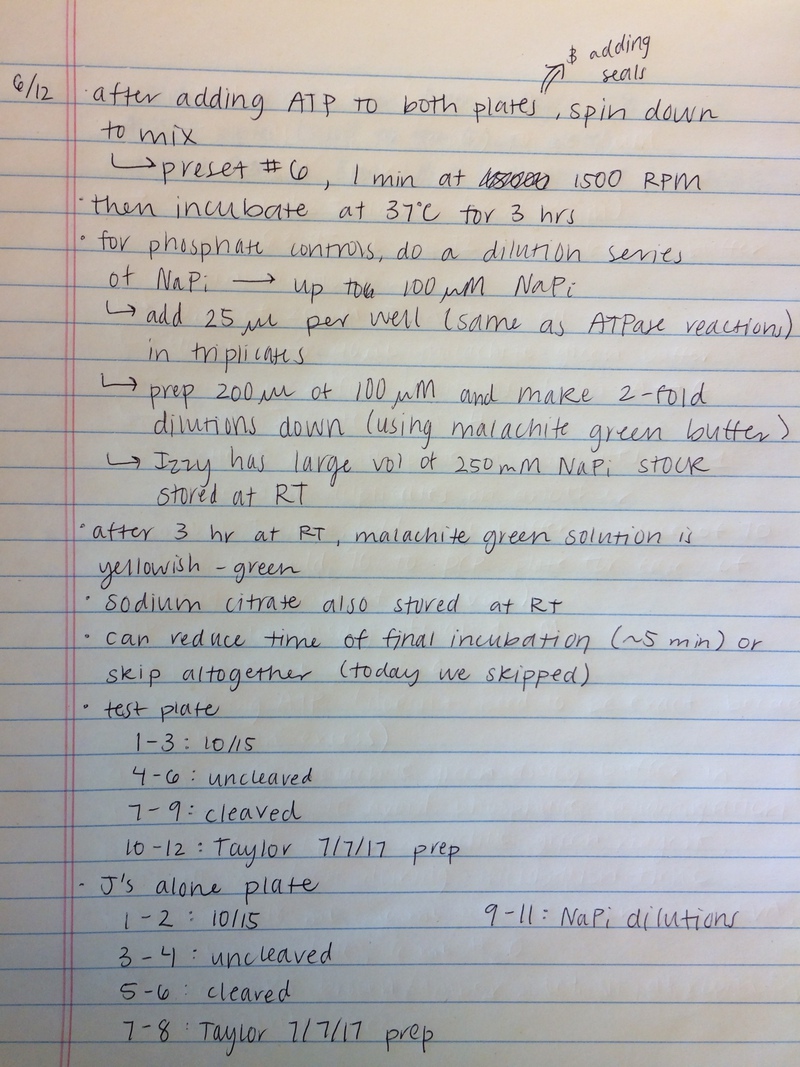 & adding
seals
6/12 · after adding ATP to both plates, spin down
to mix
↳ preset #6, 1 min at 1500 RPM
· then incubate at 37°C for 3 hrs
· for phosphate controls, do a dilution series
of NaPi → up to 100 μM NaPi
↳ add 25 μl per well (same as ATPase reactions)
in triplicates
↳ prep 200 μl of 100 μM and make 2-fold
dilutions down (using malachite green buffer)
↳ Izzy has large vol of 250 mM NaPi stock
stored at RT
· after 3 hr at RT, malachite green solution is
yellowish-green
· sodium citrate also stored at RT
· can reduce time of final incubation (~5 min) or
skip altogether (today we skipped)
· test plate
1-3: 10/15
4-6: uncleaved
7-9: cleaved
10-12: Taylor 7/7/17 prep
- J's alone plate
1-2: 10/15 9-11: NaPi dilutions
3-4: uncleaved
5-6: cleaved
7-8: Taylor 7/7/17 prep